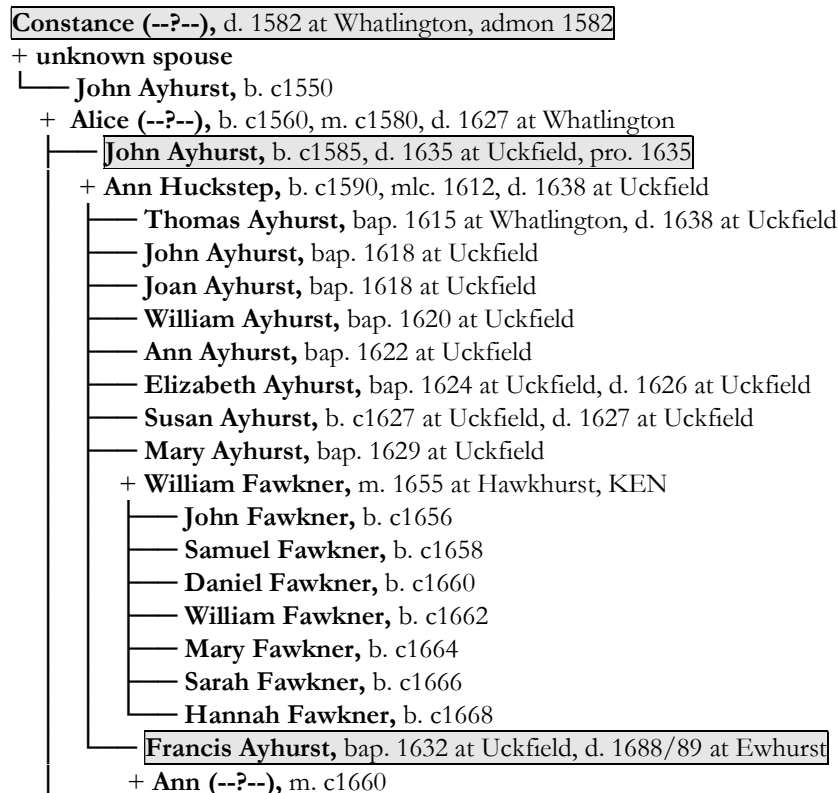 Constance (--?--), d. 1582 at Whatlington, admon 1582
+ unknown spouse
John Ayhurst, b. c1550
+ Alice (--?--), b. c1560, m. c1580, d. 1627 at Whatlington
John Ayhurst, b. c1585, d. 1635 at Uckfield, pro. 1635
+ Ann Huckstep, b. c1590, mlc. 1612, d. 1638 at Uckfield
Thomas Ayhurst, bap. 1615 at Whatlington, d. 1638 at Uckfield
John Ayhurst, bap. 1618 at Uckfield
Joan Ayhurst, bap. 1618 at Uckfield
William Ayhurst, bap. 1620 at Uckfield
Ann Ayhurst, bap. 1622 at Uckfield
Elizabeth Ayhurst, bap. 1624 at Uckfield, d. 1626 at Uckfield
Susan Ayhurst, b. c1627 at Uckfield, d. 1627 at Uckfield
Mary Ayhurst, bap. 1629 at Uckfield
+ William Fawkner, m. 1655 at Hawkhurst, KEN
John Fawkner, b. c1656
Samuel Fawkner, b. c1658
Daniel Fawkner, b. c1660
William Fawkner, b. c1662
Mary Fawkner, b. c1664
Sarah Fawkner, b. c1666
Hannah Fawkner, b. c1668
Francis Ayhurst, bap. 1632 at Uckfield, d. 1688/89 at Ewhurst
+ Ann (--?--), m. c1660